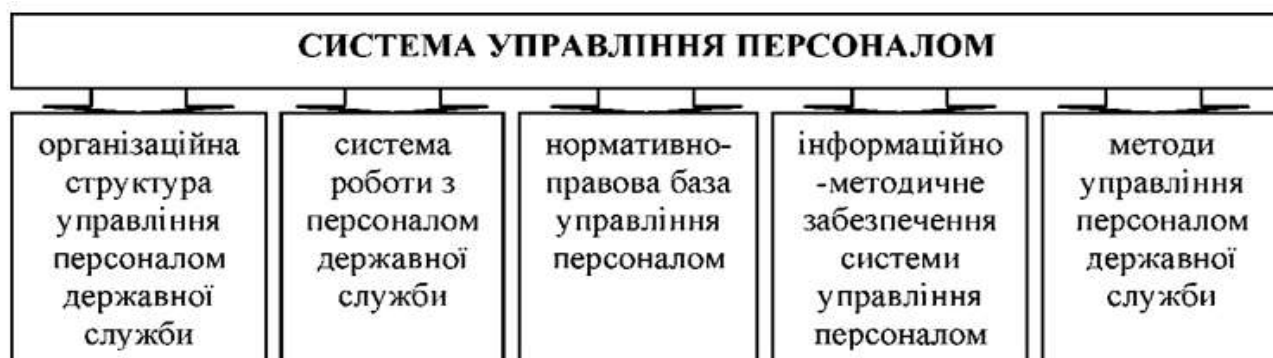 СИСТЕМА УПРАВЛІННЯ ПЕРСОНАЛОМ
організаційна
структура
управління
персоналом
державної
служби
система
роботи з
персоналом
державної
служби
нормативно-
правова база
управління
персоналом
інформаційно
-методичне
забезпечення
системи
управління
персоналом
методи
управління
персоналом
державної
служби